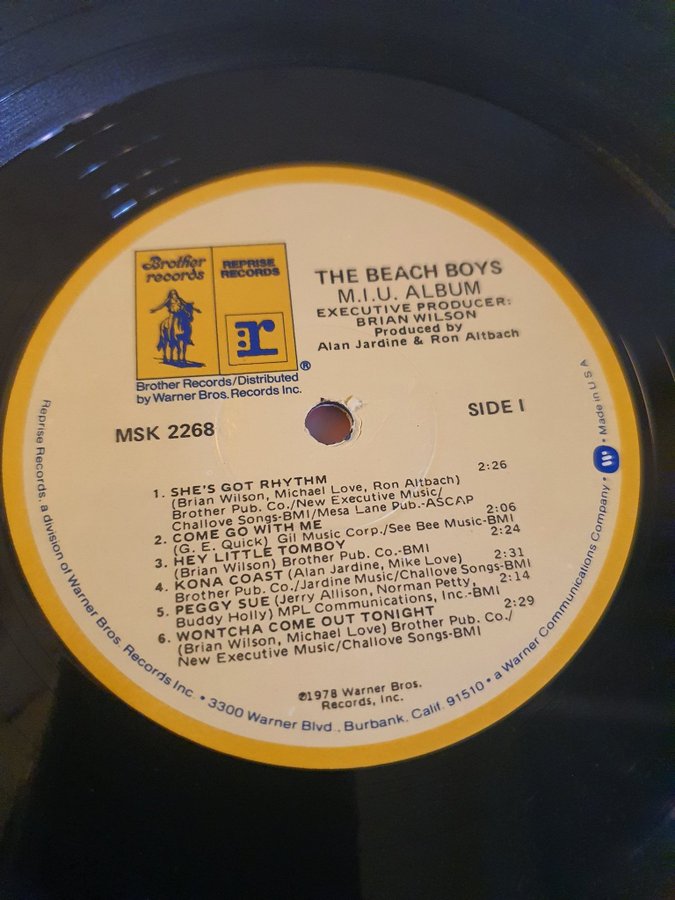 Brother
records
REPRISE
RECORDS
r
®
Brother Records/Distributed
by Warner Bros. Records Inc.
THE BEACH BOYS
M.I.U. ALBUM
EXECUTIVE PRODUCER:
BRIAN WILSON
Produced by
Alan Jardine & Ron Altbach
MSK 2268
SIDE I
1. SHE'S GOT RHYTHM 2:26
(Brian Wilson, Michael Love, Ron Altbach)
Brother Pub. Co./New Executive Music/
Challove Songs-BMI/Mesa Lane Pub.-ASCAP
2. COME GO WITH ME 2:06
(G. E. Quick) Gil Music Corp./See Bee Music-BMI
3. HEY LITTLE TOMBOY 2:24
(Brian Wilson) Brother Pub. Co.-BMI
4. KONA COAST (Alan Jardine, Mike Love) 2:31
Brother Pub. Co./Jardine Music/Challove Songs-BMI
5. PEGGY SUE (Jerry Allison, Norman Petty, 2:14
Buddy Holly) MPL Communications, Inc.-BMI
6. WONTCHA COME OUT TONIGHT 2:29
(Brian Wilson, Michael Love) Brother Pub. Co./
New Executive Music/Challove Songs-BMI
℗1978 Warner Bros.
Records, Inc.
Reprise Records, a division of Warner Bros. Records Inc. • 3300 Warner Blvd., Burbank, Calif. 91510 • a Warner Communications Company • Made in U S A